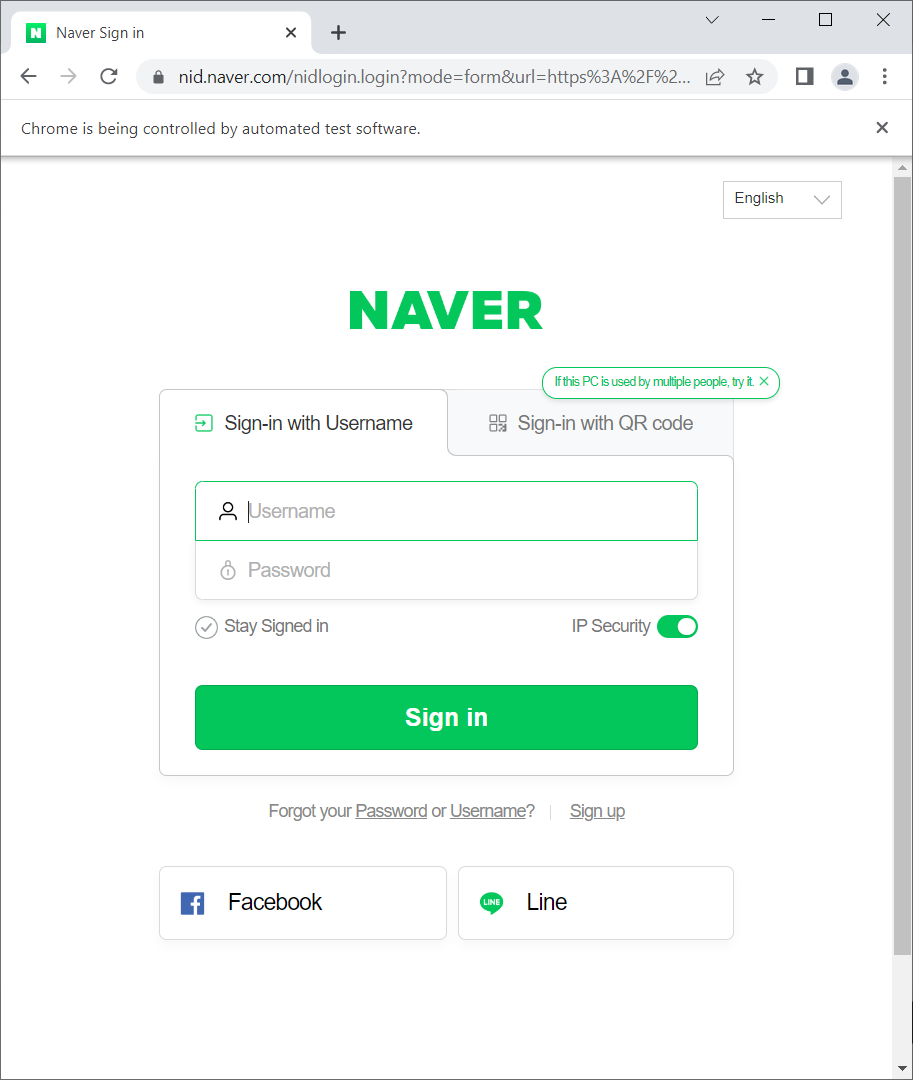 Naver Sign in
nid.naver.com/nidlogin.login?mode=form&url=https%3A%2F%2...
Chrome is being controlled by automated test software.
English
NAVER
If this PC is used by multiple people, try it.
Sign-in with Username
Sign-in with QR code
Username
Password
Stay Signed in
IP Security
Sign in
Forgot your Password or Username?
Sign up
Facebook
LINE
Line